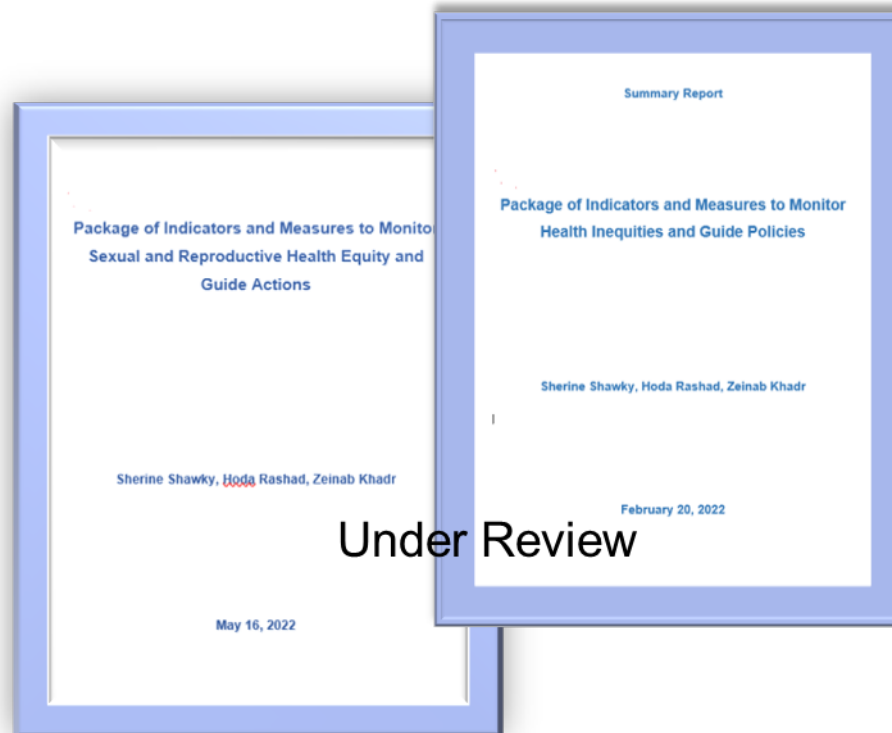 Package of Indicators and Measures to Monitor
Sexual and Reproductive Health Equity and
Guide Actions
Sherine Shawky, Hoda Rashad, Zeinab Khadr
May 16, 2022
Summary Report
Package of Indicators and Measures to Monitor
Health Inequities and Guide Policies
Sherine Shawky, Hoda Rashad, Zeinab Khadr
February 20, 2022
Under Review